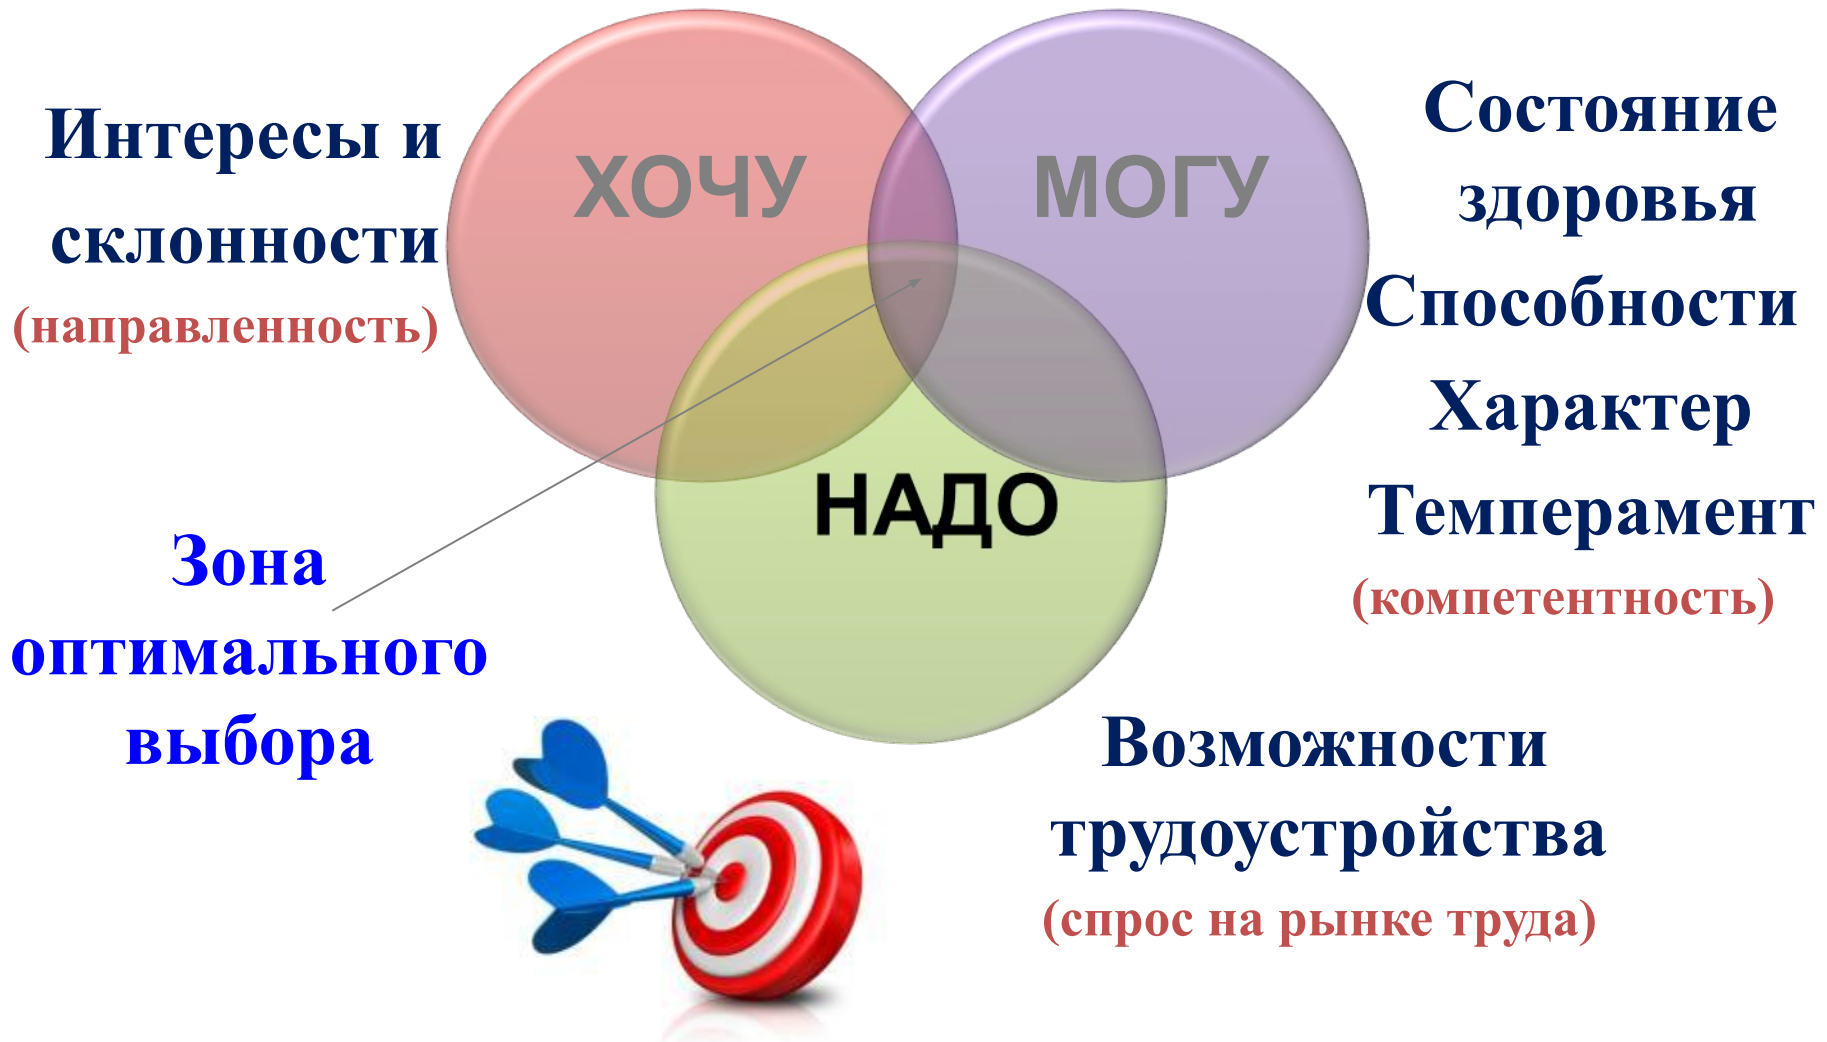 Интересы и
склонности
(направленность)
ХОЧУ
МОГУ
НАДО
Состояние
здоровья
Способности
Характер
Темперамент
(компетентность)
Зона
оптимального
выбора
Возможности
трудоустройства
(спрос на рынке труда)